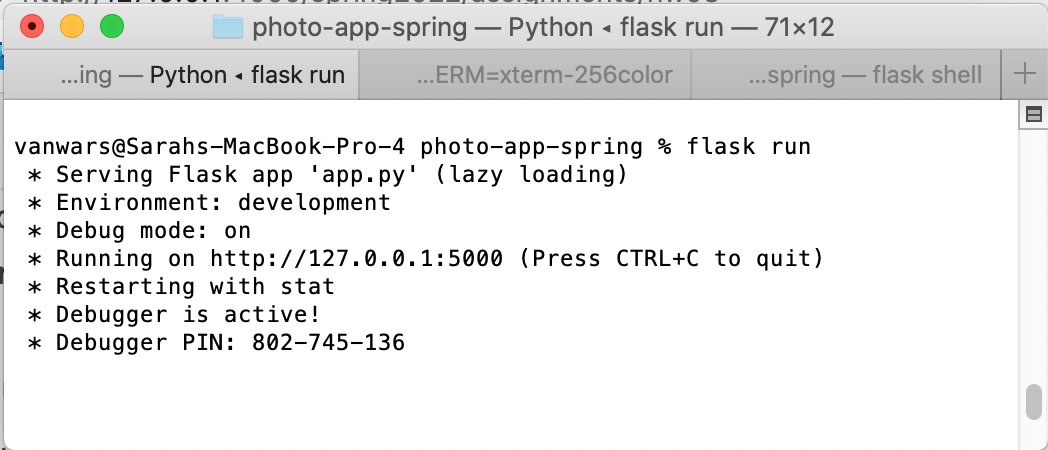 photo-app-spring — Python ◂ flask run — 71×12
...ing — Python ◂ flask run
...ERM=xterm-256color
...spring — flask shell
vanwars@Sarahs-MacBook-Pro-4 photo-app-spring % flask run
* Serving Flask app 'app.py' (lazy loading)
* Environment: development
* Debug mode: on
* Running on http://127.0.0.1:5000 (Press CTRL+C to quit)
* Restarting with stat
* Debugger is active!
* Debugger PIN: 802-745-136